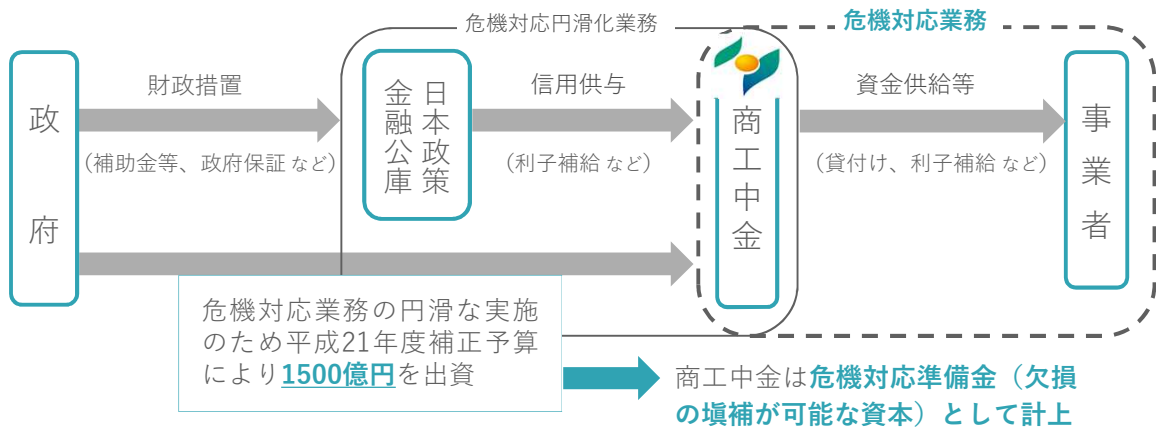 危機対応円滑化業務
危機対応業務
政府
財政措置
(補助金等、政府保証 など)
日本政策
金融公庫
信用供与
(利子補給 など)
商工中金
資金供給等
(貸付け、利子補給 など)
事業者
危機対応業務の円滑な実施
のため平成21年度補正予算
により1500億円を出資
商工中金は危機対応準備金（欠損
の塡補が可能な資本）として計上